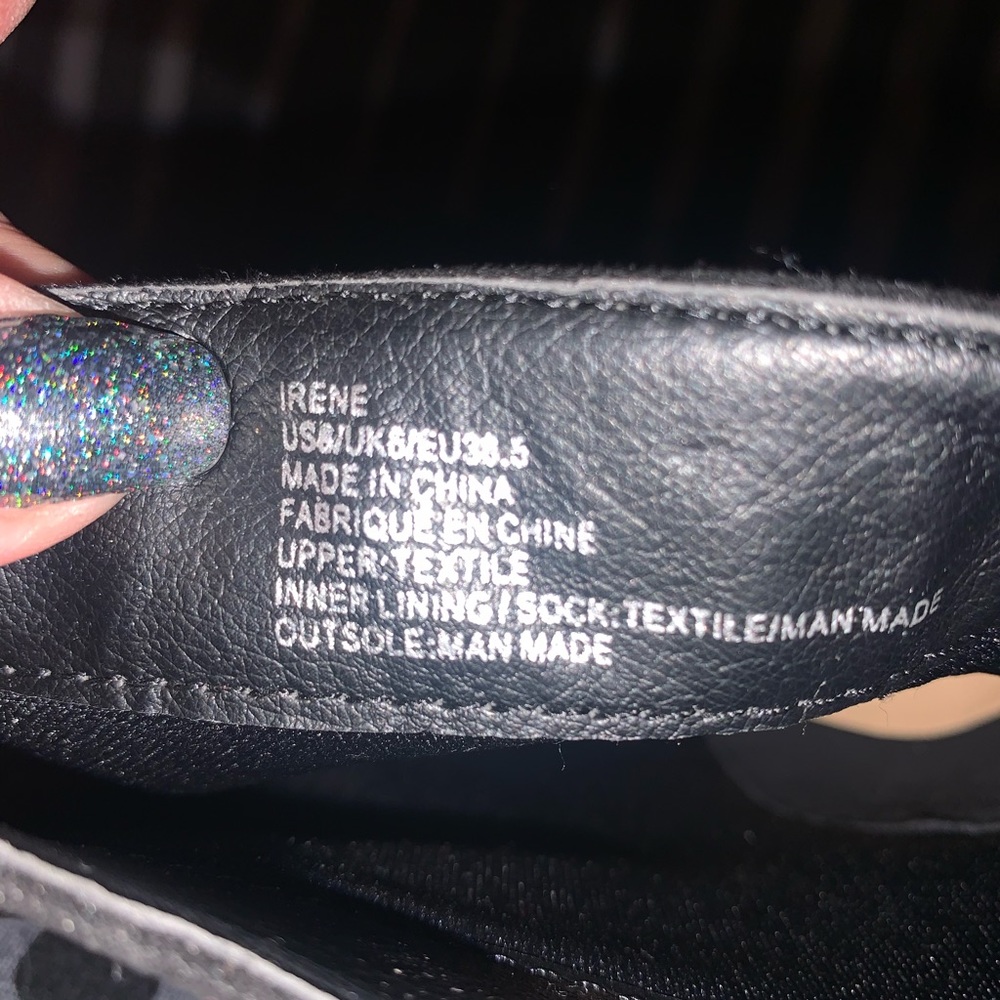 IRENE
US8/UK6/EU38.5
MADE IN CHINA
FABRIQUE EN CHINE
UPPER:TEXTILE
INNER LINING/SOCK:TEXTILE/MAN MADE
OUTSOLE:MAN MADE